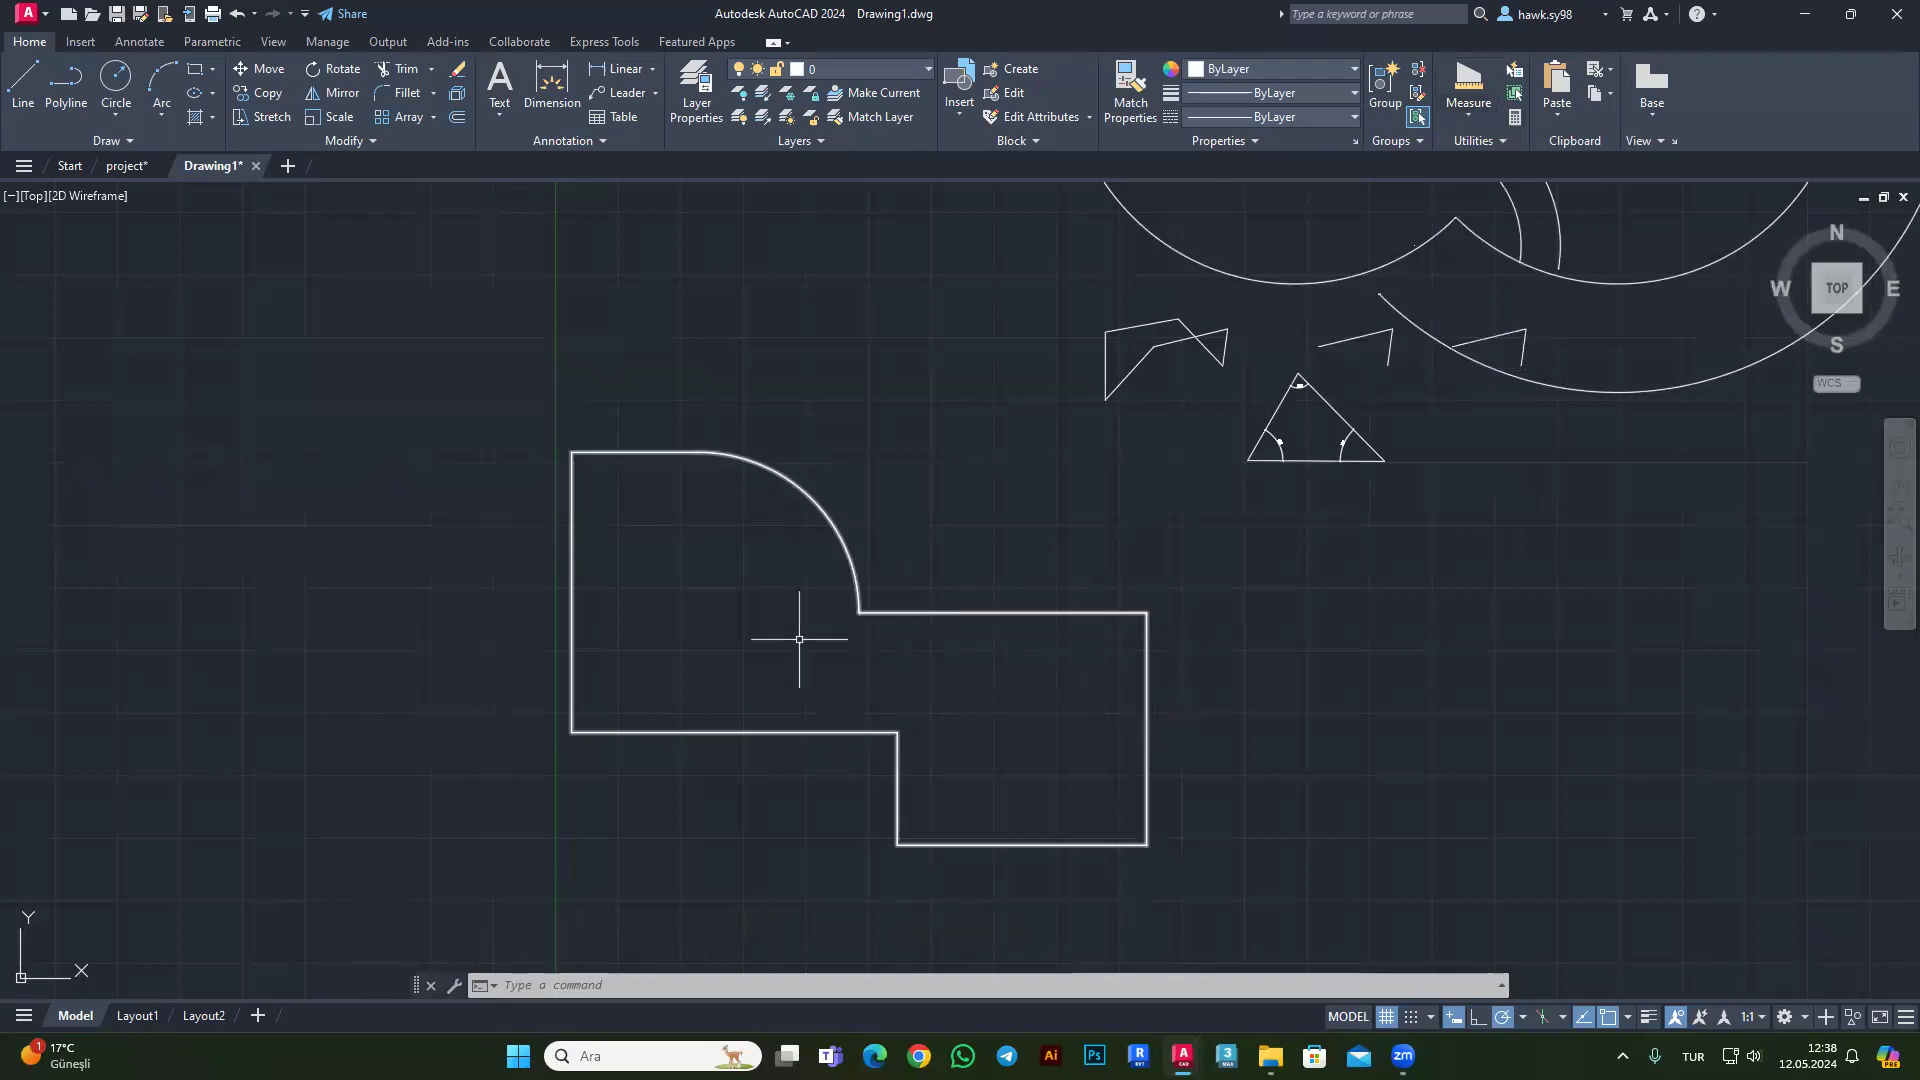 Share
Autodesk AutoCAD 2024 Drawing1.dwg
Type a keyword or phrase
hawk.sy98
Home Insert Annotate Parametric View Manage Output Add-ins Collaborate Express Tools Featured Apps
Line Polyline Circle Arc
Draw
Move Rotate Trim
Copy Mirror Fillet
Stretch Scale Array
Modify
Text Dimension
Linear
Leader
Table
Annotation
Layer Properties
0
Make Current
Match Layer
Layers
Insert
Create
Edit
Edit Attributes
Block
Match Properties
ByLayer
ByLayer
ByLayer
Properties
Group
Groups
Measure
Utilities
Paste
Clipboard
Base
View
Start project* Drawing1*
[−][Top][2D Wireframe]
N
W TOP E
S
WCS
Y
X
Type a command
Model Layout1 Layout2
MODEL 1:1
1 17°C
Güneşli
Ara
TUR
12:38
12.05.2024